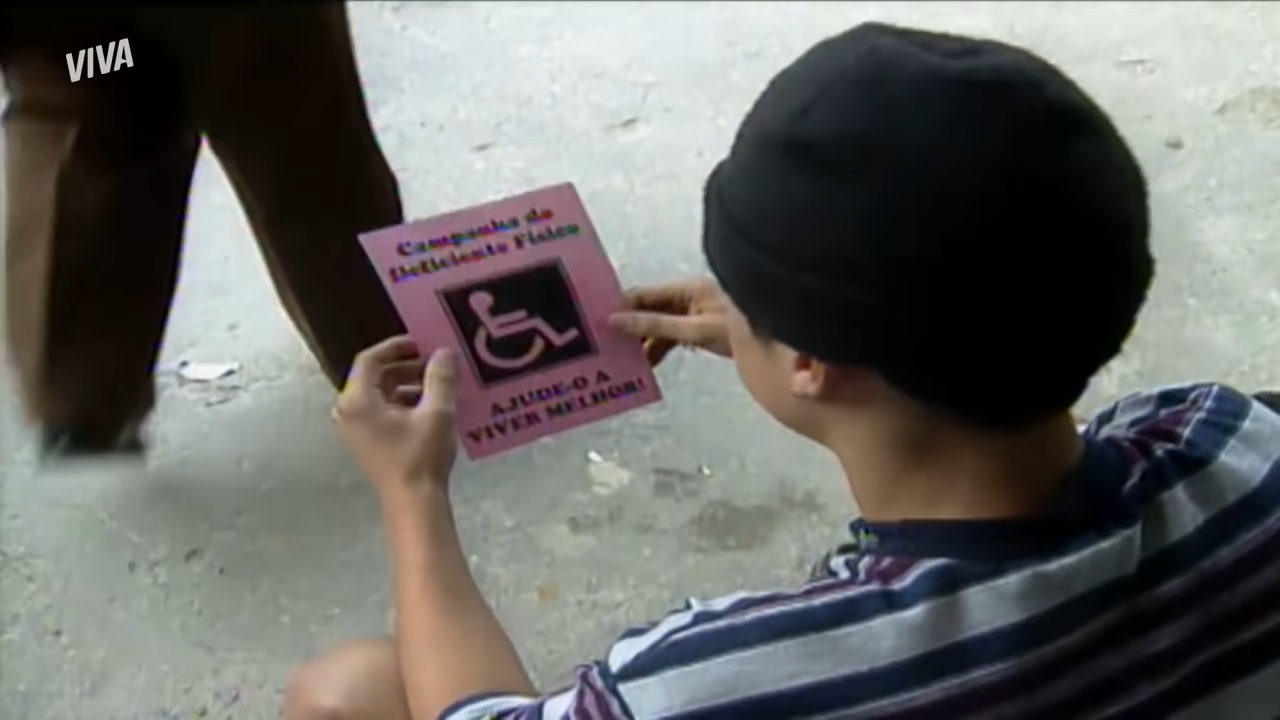 VIVA
Campanha do
Deficiente Físico
AJUDE-O A
VIVER MELHOR!